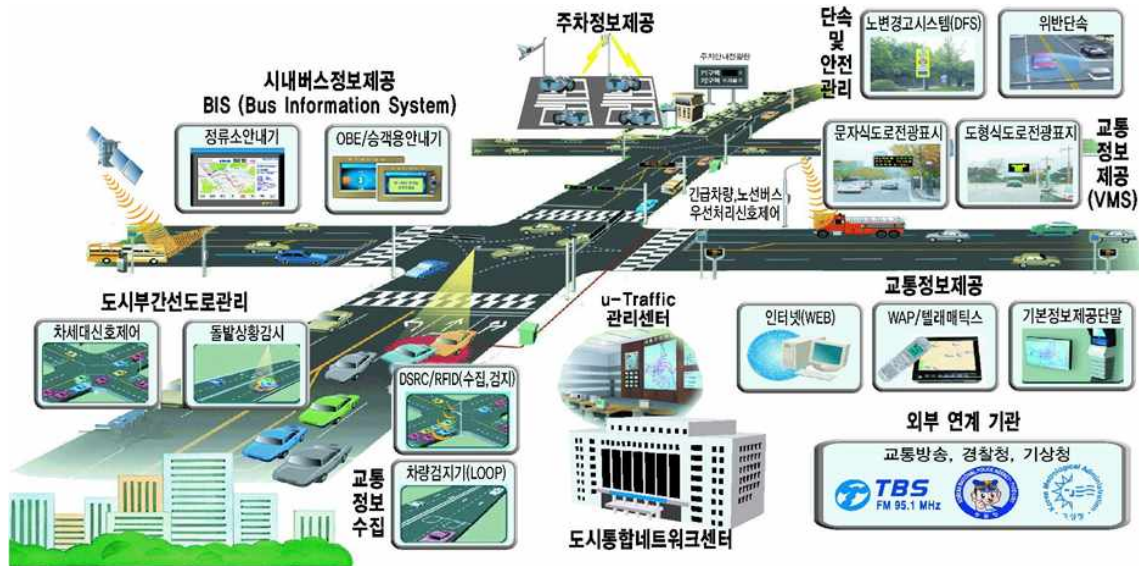 주차정보제공
단속
및
안전
관리
노변경고시스템(DFS)
위반단속
시내버스정보제공
BIS (Bus Information System)
정류소안내기
OBE/승객용안내기
주차안내전광판
문자식도로전광표시
도형식도로전광표지
교통
정보
제공
(VMS)
긴급차량,노선버스
우선처리신호제어
도시부간선도로관리
차세대신호제어
돌발상황감시
u-Traffic
관리센터
교통정보제공
인터넷(WEB)
WAP/텔래매틱스
기본정보제공단말
DSRC/RFID(수집,검지)
차량검지기(LOOP)
교통
정보
수집
도시통합네트워크센터
외부 연계 기관
교통방송, 경찰청, 기상청
TBS
FM 95.1 MHz